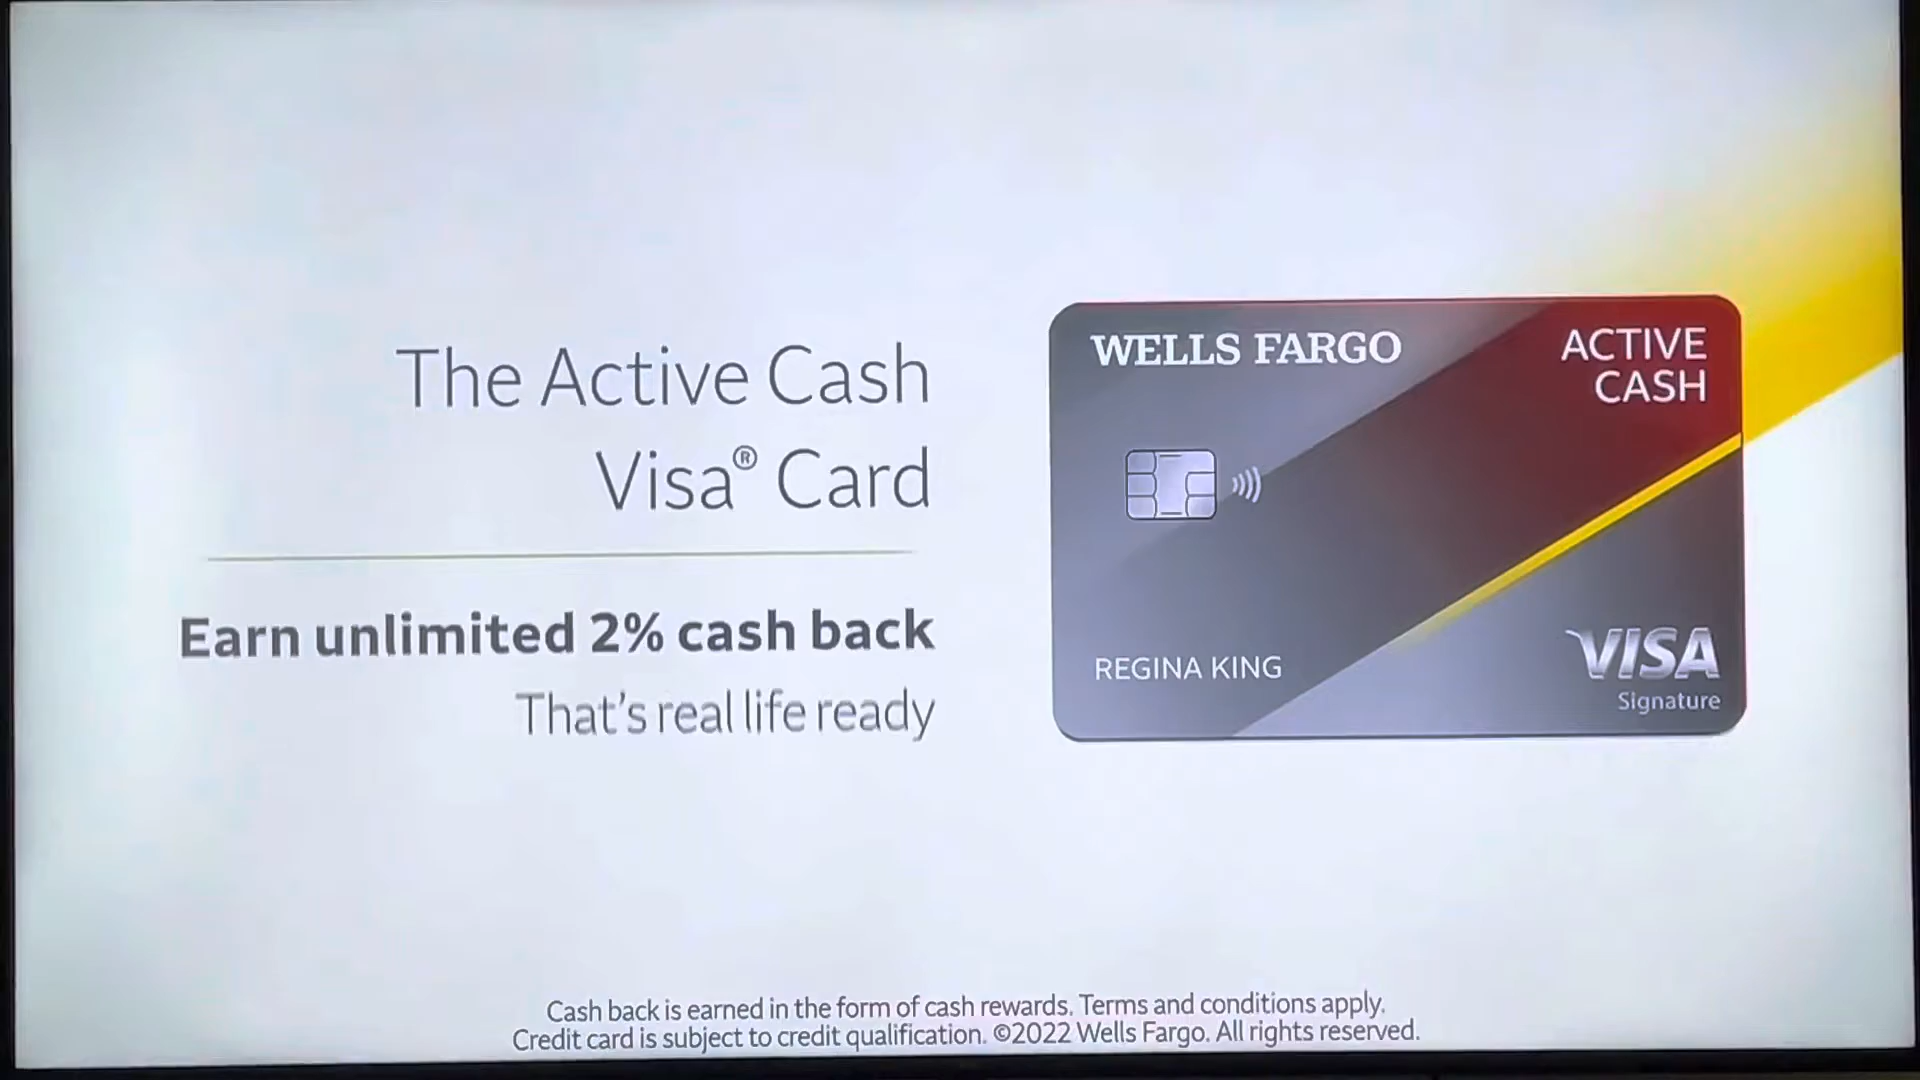 The Active Cash
Visa® Card
Earn unlimited 2% cash back
That's real life ready
WELLS FARGO
ACTIVE
CASH
REGINA KING
VISA
Signature
Cash back is earned in the form of cash rewards. Terms and conditions apply.
Credit card is subject to credit qualification. ©2022 Wells Fargo. All rights reserved.